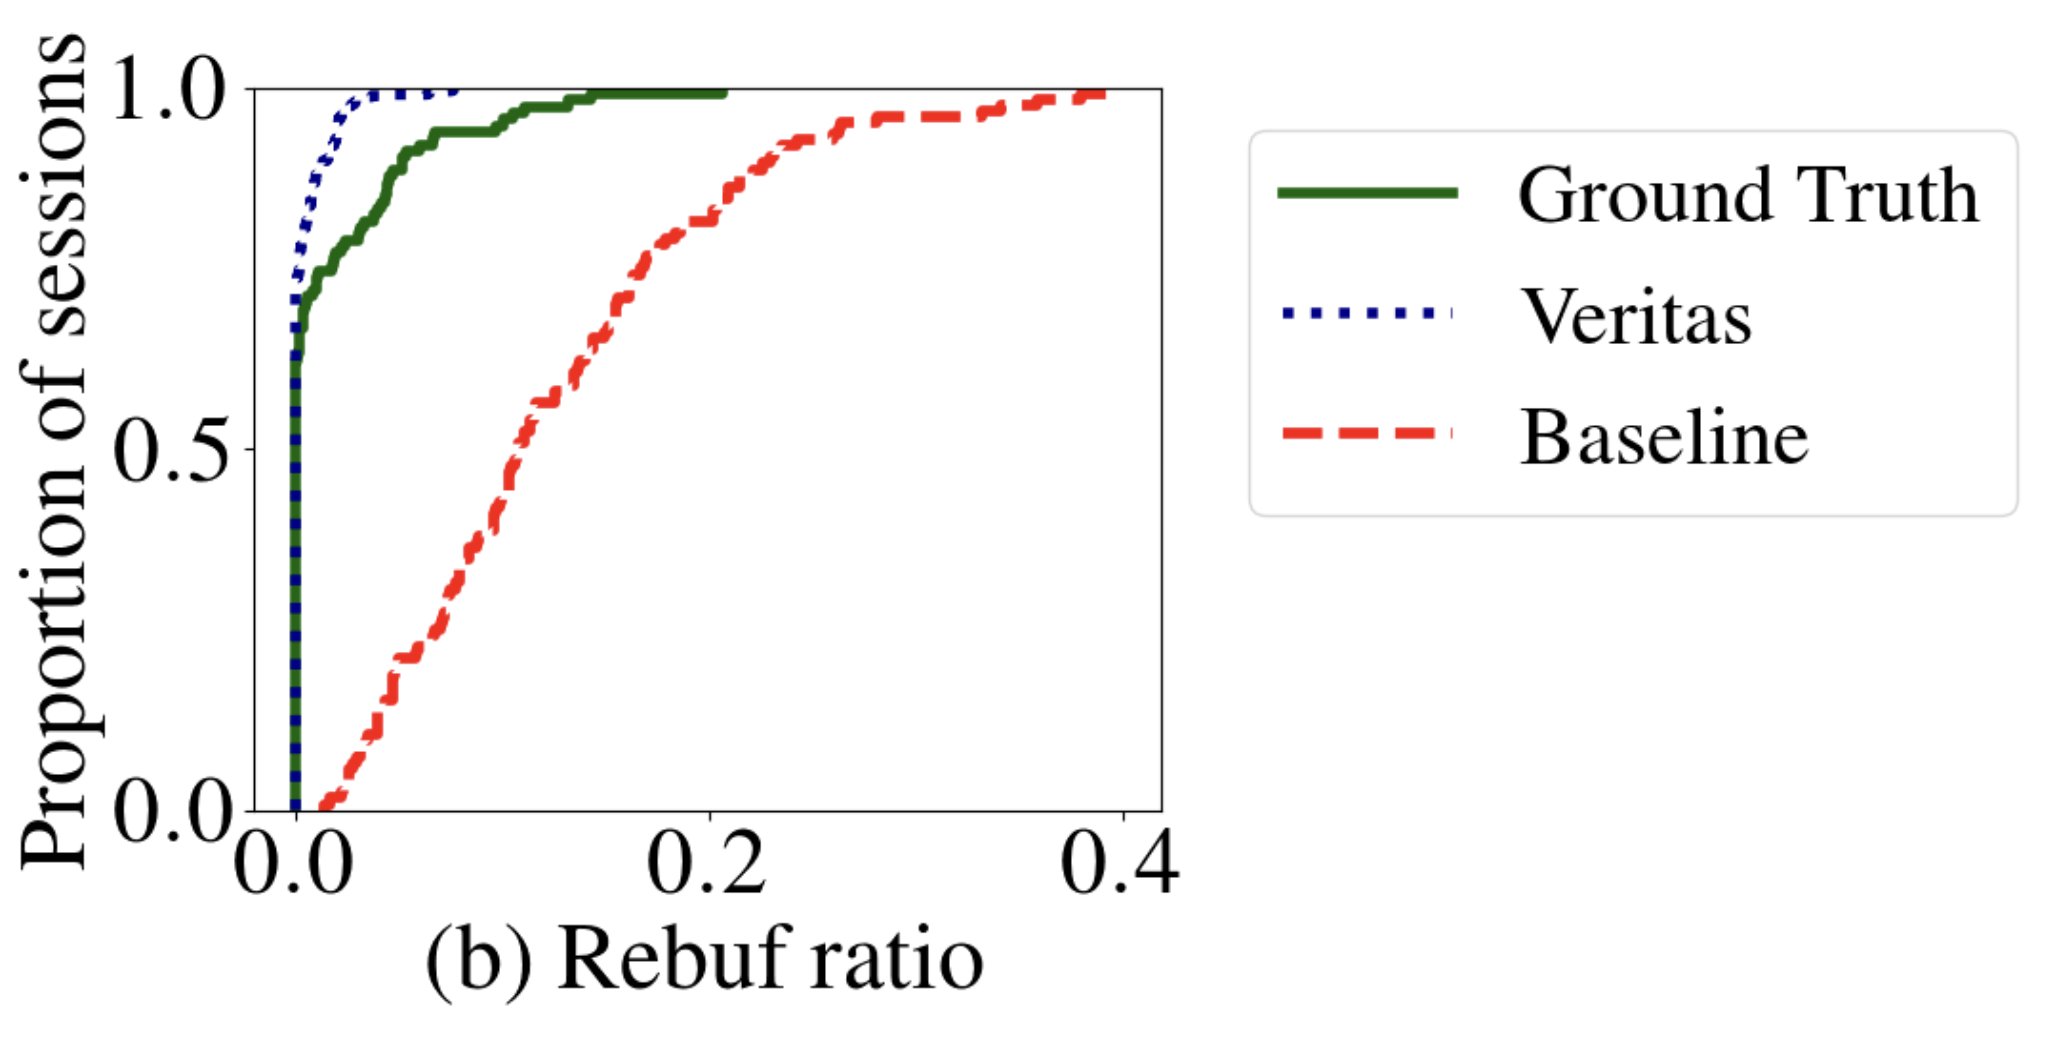 Proportion of sessions
1.0
0.5
0.0
0.0 0.2 0.4
(b) Rebuf ratio
Ground Truth
Veritas
Baseline